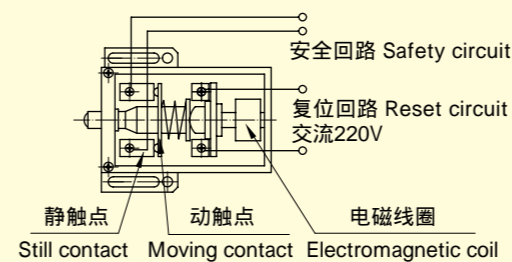 安全回路 Safety circuit
复位回路 Reset circuit
交流220V
静触点 动触点 电磁线圈
Still contact Moving contact Electromagnetic coil